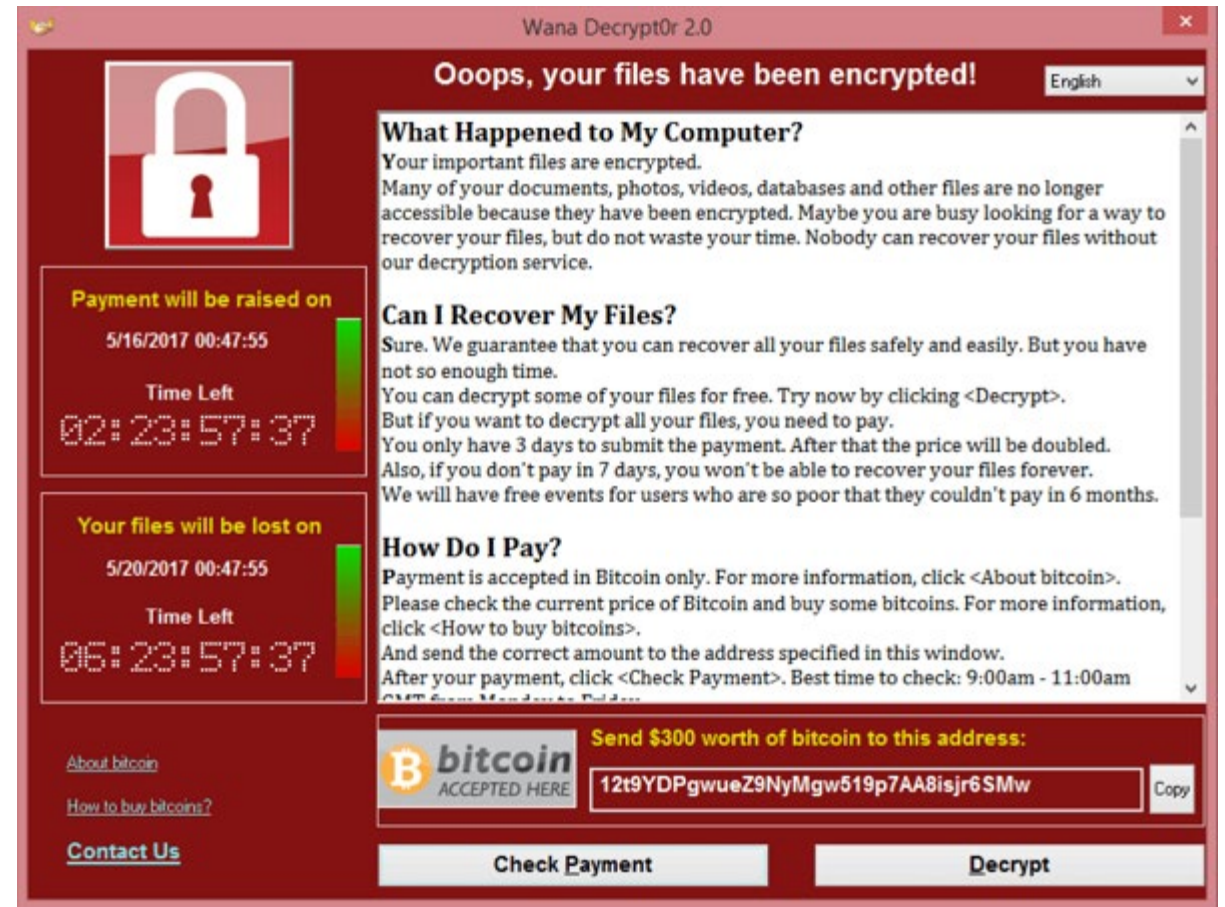 Wana Decrypt0r 2.0
Ooops, your files have been encrypted!
English
What Happened to My Computer?
Your important files are encrypted.
Many of your documents, photos, videos, databases and other files are no longer
accessible because they have been encrypted. Maybe you are busy looking for a way to
recover your files, but do not waste your time. Nobody can recover your files without
our decryption service.
Can I Recover My Files?
Sure. We guarantee that you can recover all your files safely and easily. But you have
not so enough time.
You can decrypt some of your files for free. Try now by clicking <Decrypt>.
But if you want to decrypt all your files, you need to pay.
You only have 3 days to submit the payment. After that the price will be doubled.
Also, if you don't pay in 7 days, you won't be able to recover your files forever.
We will have free events for users who are so poor that they couldn't pay in 6 months.
How Do I Pay?
Payment is accepted in Bitcoin only. For more information, click <About bitcoin>.
Please check the current price of Bitcoin and buy some bitcoins. For more information,
click <How to buy bitcoins>.
And send the correct amount to the address specified in this window.
After your payment, click <Check Payment>. Best time to check: 9:00am - 11:00am
GMT from Monday to Friday.
Payment will be raised on
5/16/2017 00:47:55
Time Left
02:23:57:37
Your files will be lost on
5/20/2017 00:47:55
Time Left
06:23:57:37
About bitcoin
How to buy bitcoins?
Contact Us
bitcoin
ACCEPTED HERE
Send $300 worth of bitcoin to this address:
12t9YDPgwueZ9NyMgw519p7AA8isjr6SMw
Copy
Check Payment
Decrypt